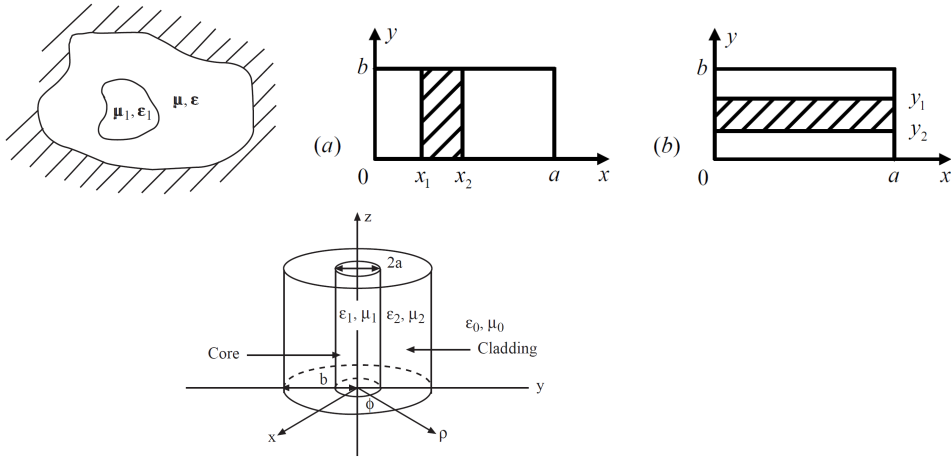 μ₁, ε₁
μ, ε
(a)
y
b
0
x₁
x₂
a
x
(b)
y
b
y₁
y₂
0
a
x
z
2a
ε₁, μ₁
ε₂, μ₂
ε₀, μ₀
Core
Cladding
b
y
ϕ
x
ρ